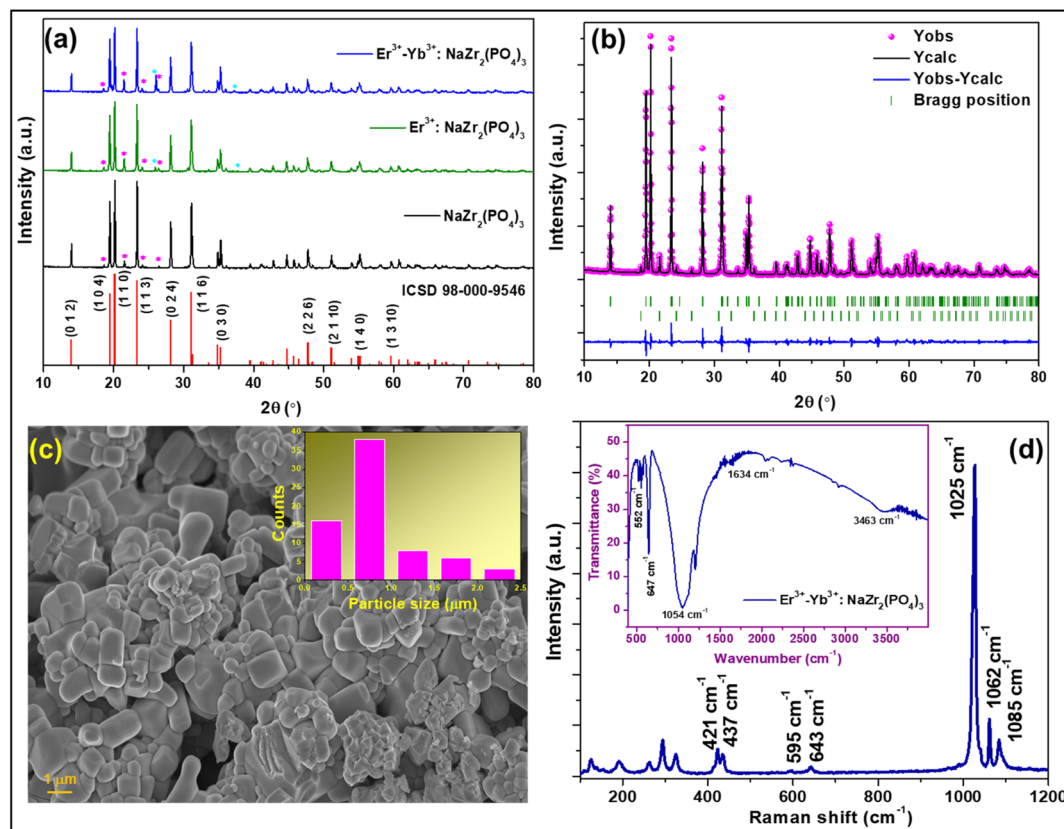 (a)
Er³⁺-Yb³⁺: NaZr₂(PO₄)₃
*
*
*
*
*
*
Er³⁺: NaZr₂(PO₄)₃
*
*
*
*
*
*
NaZr₂(PO₄)₃
*
*
*
*
ICSD 98-000-9546
(0 1 2)
(1 0 4)
(1 1 0)
(1 1 3)
(0 2 4)
(1 1 6)
(0 3 0)
(2 2 6)
(2 1 10)
(1 4 0)
(1 3 10)
Intensity (a.u.)
10 20 30 40 50 60 70 80
2θ (°)
(b)
Yobs
Ycalc
Yobs-Ycalc
Bragg position
Intensity (a.u.)
10 20 30 40 50 60 70 80
2θ (°)
(c)
Counts
40
35
30
25
20
15
10
5
0
0.0 0.5 1.0 1.5 2.0 2.5
Particle size (μm)
1 μm
(d)
Transmittance (%)
50
40
30
20
10
0
552 cm⁻¹
647 cm⁻¹
1054 cm⁻¹
1634 cm⁻¹
3463 cm⁻¹
Er³⁺-Yb³⁺: NaZr₂(PO₄)₃
500 1000 1500 2000 2500 3000 3500
Wavenumber (cm⁻¹)
Intensity (a.u.)
421 cm⁻¹
437 cm⁻¹
595 cm⁻¹
643 cm⁻¹
1025 cm⁻¹
1062 cm⁻¹
1085 cm⁻¹
200 400 600 800 1000 1200
Raman shift (cm⁻¹)